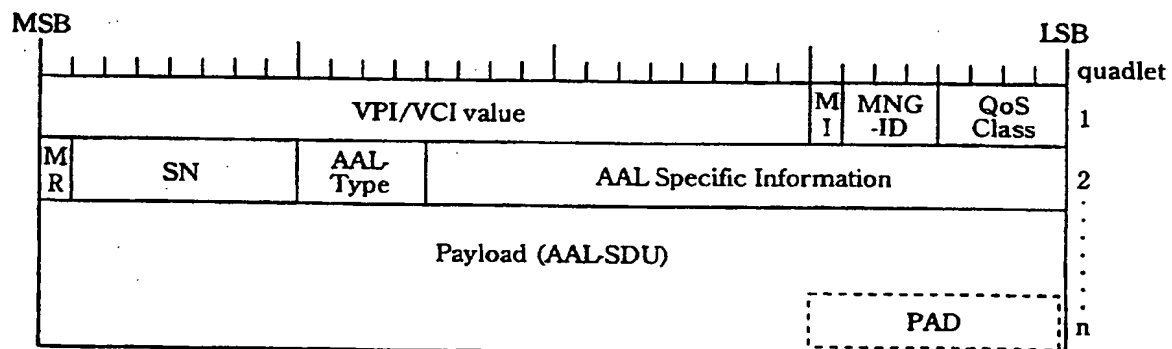 MSB LSB
quadlet
VPI/VCI value M I MNG -ID QoS Class 1
M R SN AAL- Type AAL Specific Information 2
Payload (AAL-SDU)
PAD n